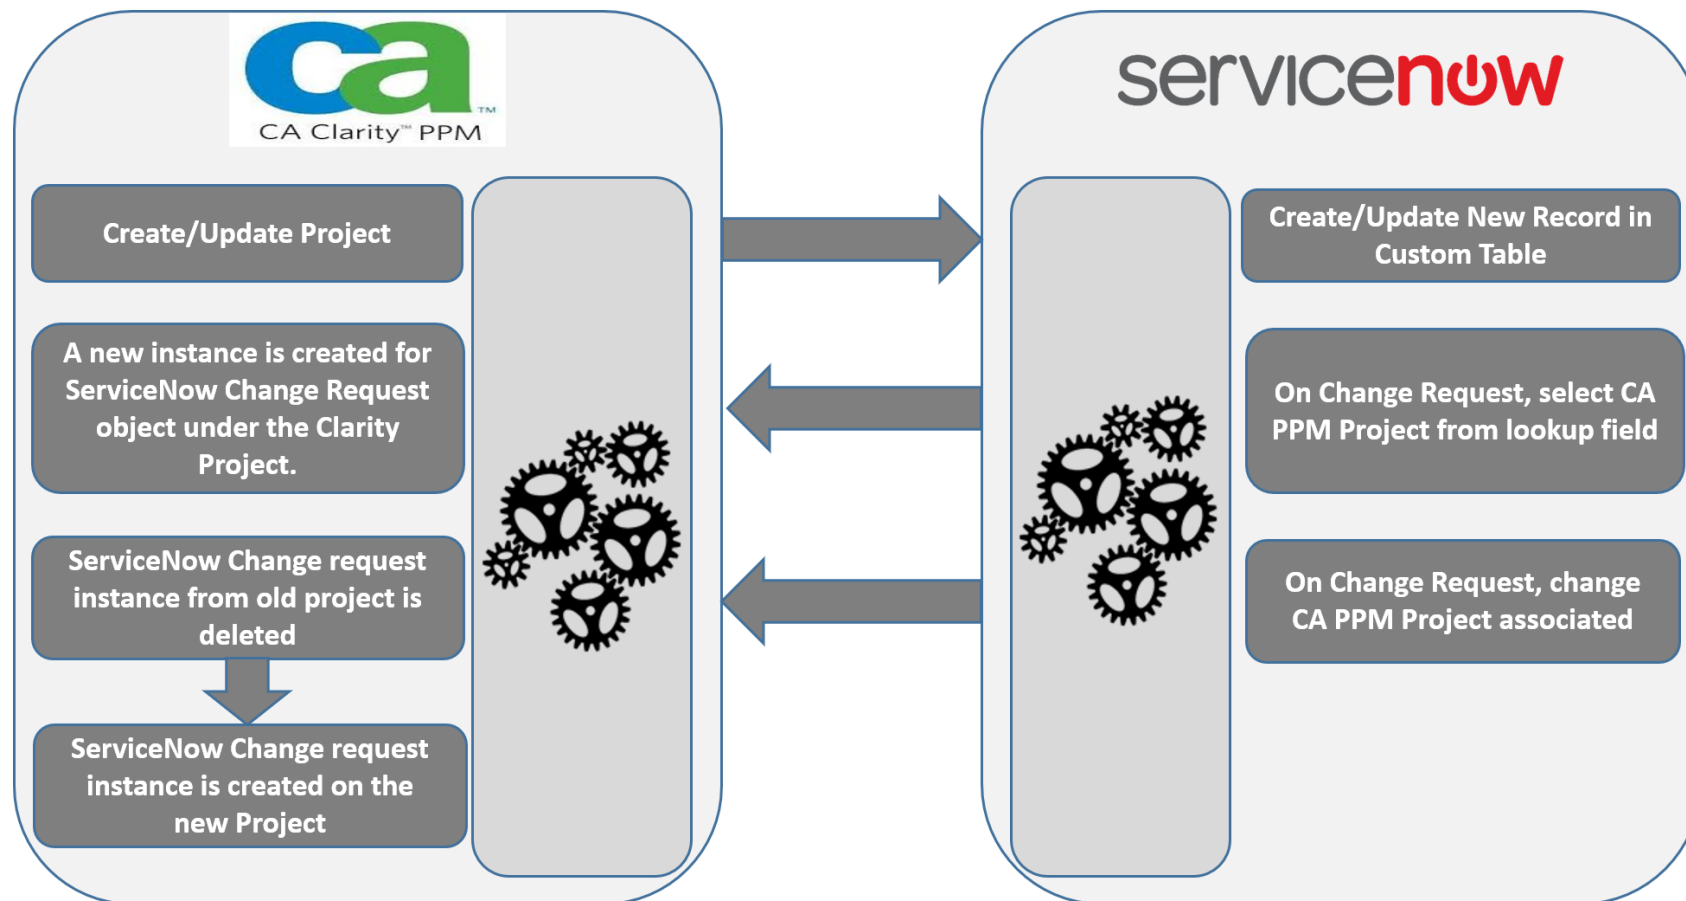 ca
TM
CA Clarity™ PPM
servicenow
Create/Update Project
Create/Update New Record in
Custom Table
A new instance is created for
ServiceNow Change Request
object under the Clarity
Project.
On Change Request, select CA
PPM Project from lookup field
ServiceNow Change request
instance from old project is
deleted
On Change Request, change
CA PPM Project associated
ServiceNow Change request
instance is created on the
new Project